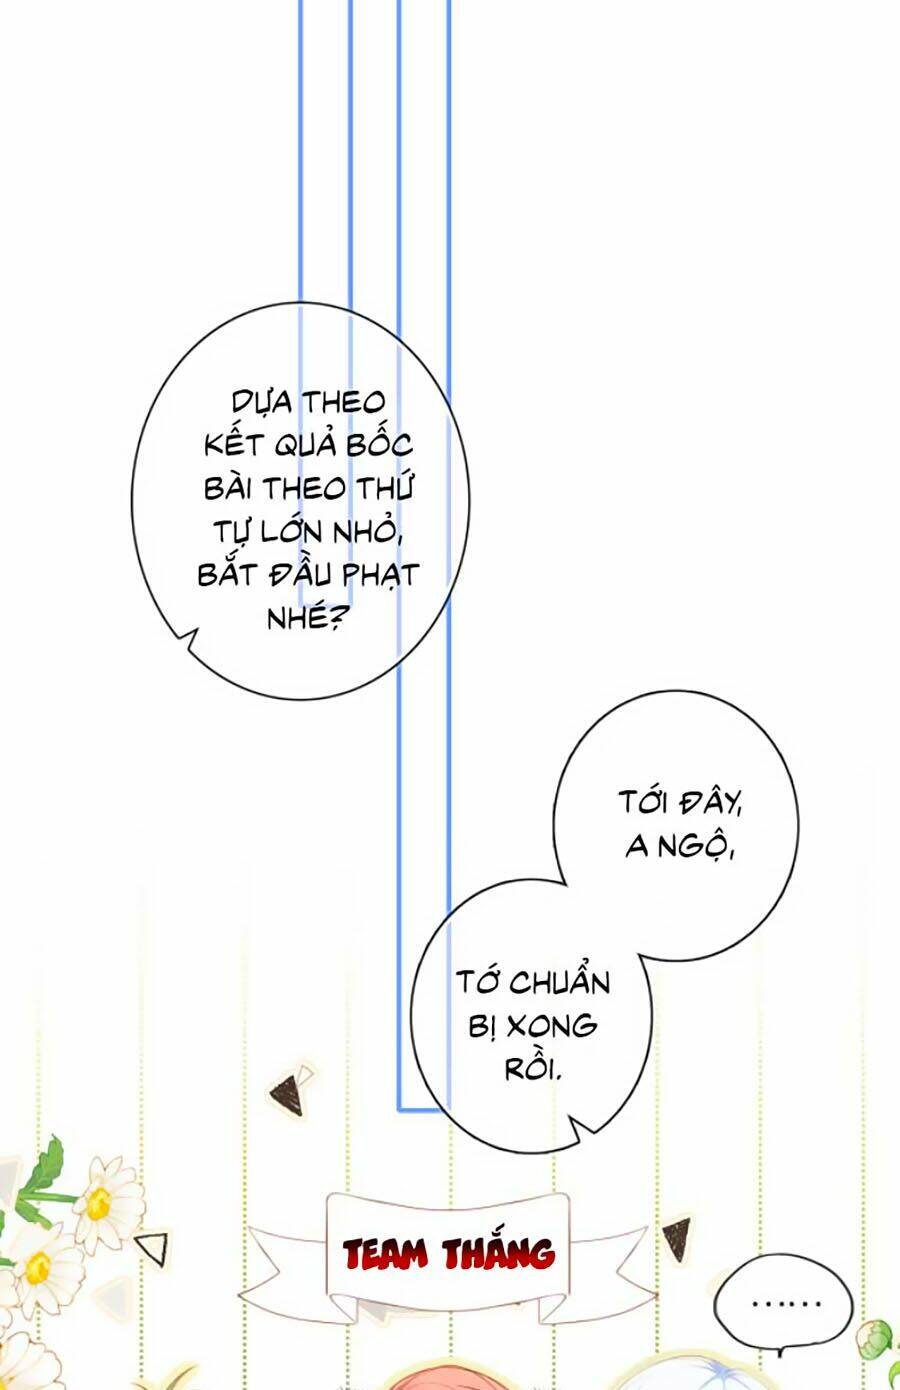 DỰA THEO
KẾT QUẢ BỐC
BÀI THEO THỨ
TỰ LỚN NHỎ,
BẮT ĐẦU PHẠT
NHÉ?
TỚI ĐÂY,
A NGỘ,
TỚ CHUẨN
BỊ XONG
RỒI.
TEAM THẮNG
......